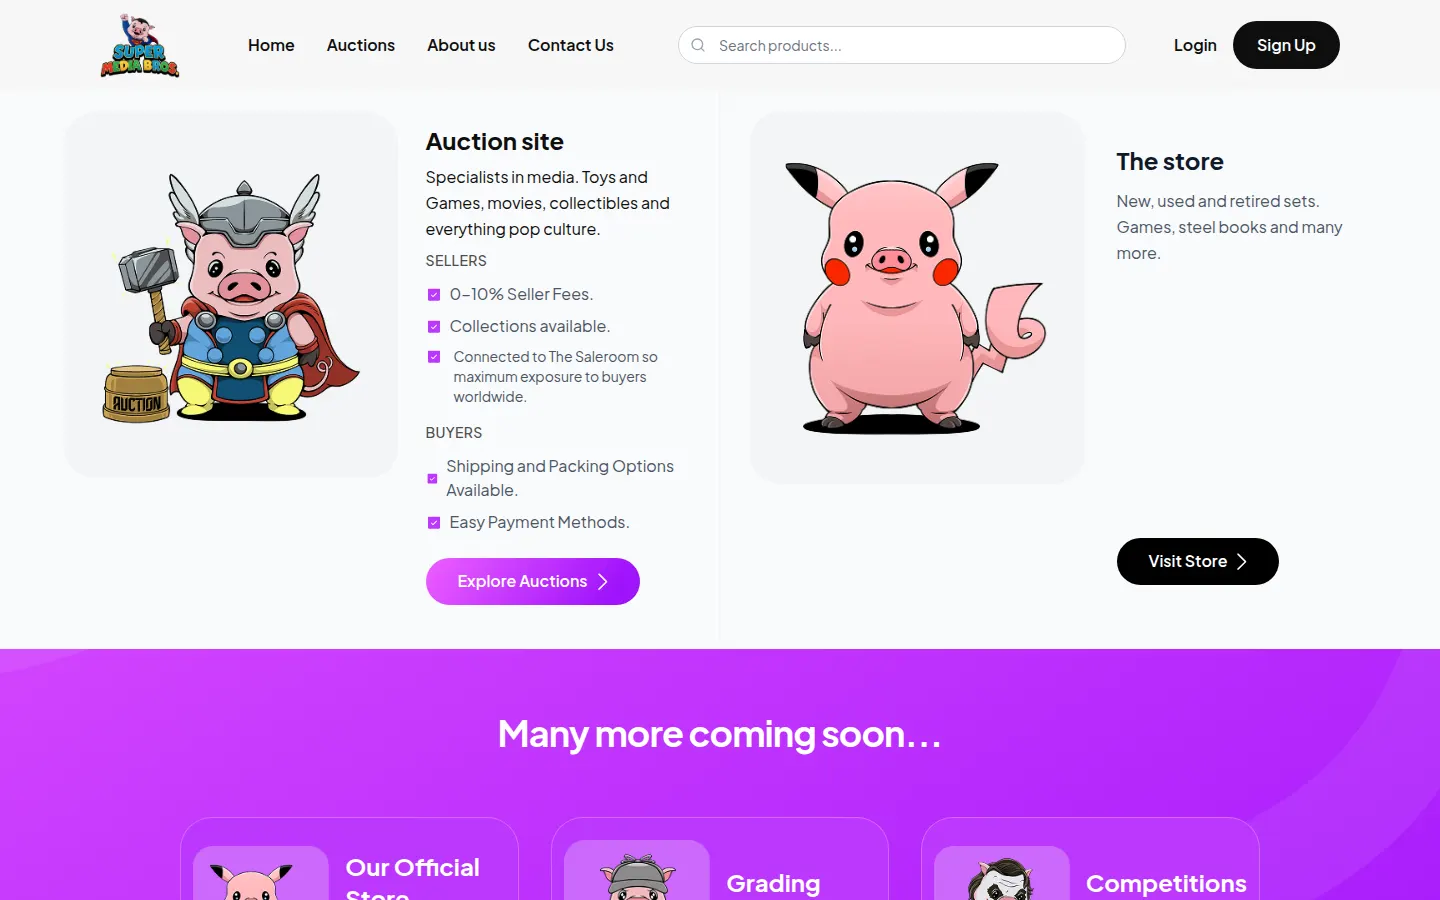 SUPER
MEDIA BROS.
Home
Auctions
About us
Contact Us
Search products...
Login
Sign Up
AUCTION
Auction site
Specialists in media. Toys and
Games, movies, collectibles and
everything pop culture.
SELLERS
0-10% Seller Fees.
Collections available.
Connected to The Saleroom so
maximum exposure to buyers
worldwide.
BUYERS
Shipping and Packing Options
Available.
Easy Payment Methods.
Explore Auctions
The store
New, used and retired sets.
Games, steel books and many
more.
Visit Store
Many more coming soon...
Our Official
Store
Grading
Competitions